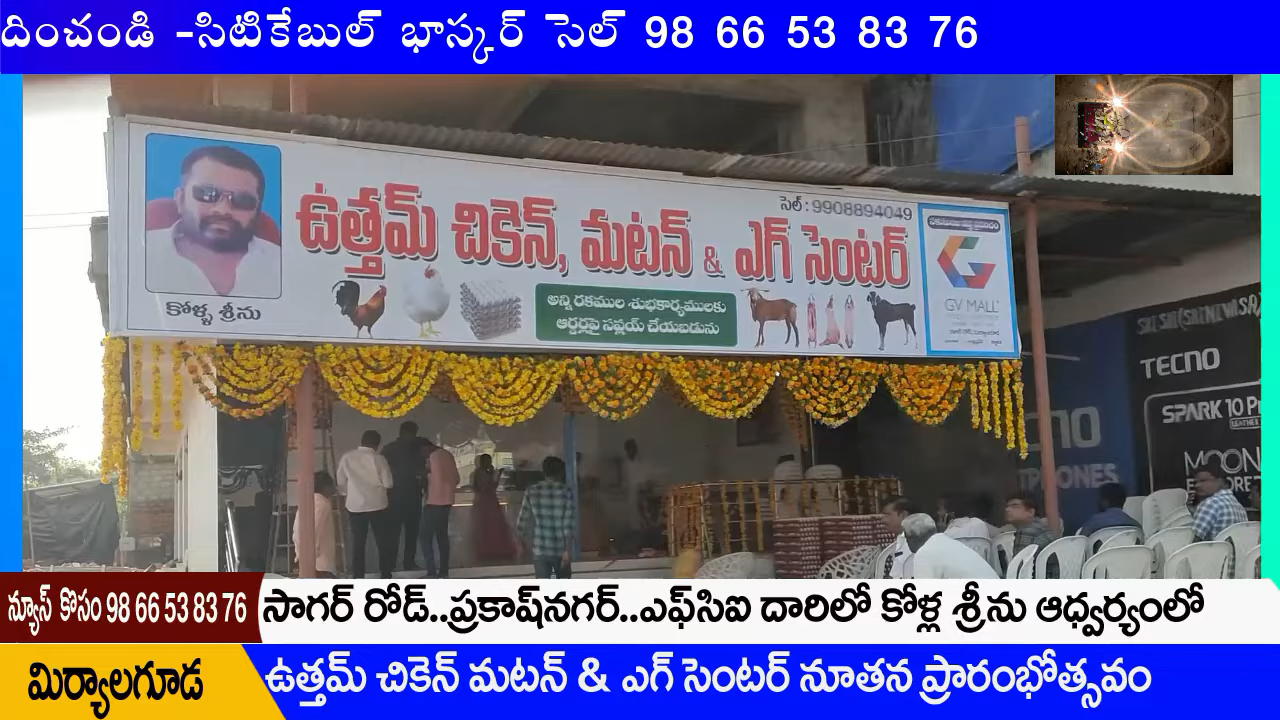 దించండి -సిటికేబుల్ భాస్కర్ సెల్ 98 66 53 83 76
సెల్ : 9908894049
ఉత్తమ్ చికెన్, మటన్ & ఎగ్ సెంటర్
కోళ్ళ శ్రీను
అన్ని రకముల శుభకార్యములకు
ఆర్డర్లపై సప్లయ్ చేయబడును
GV MALL
TECNO
SPARK 10 P
MOON
న్యూస్ కొసం 98 66 53 83 76
సాగర్ రోడ్..ప్రకాష్‌నగర్..ఎఫ్‌సిఐ దారిలో కోళ్ల శ్రీను ఆధ్వర్యంలో
మిర్యాలగూడ
ఉత్తమ్ చికెన్ మటన్ & ఎగ్ సెంటర్ నూతన ప్రారంభోత్సవం